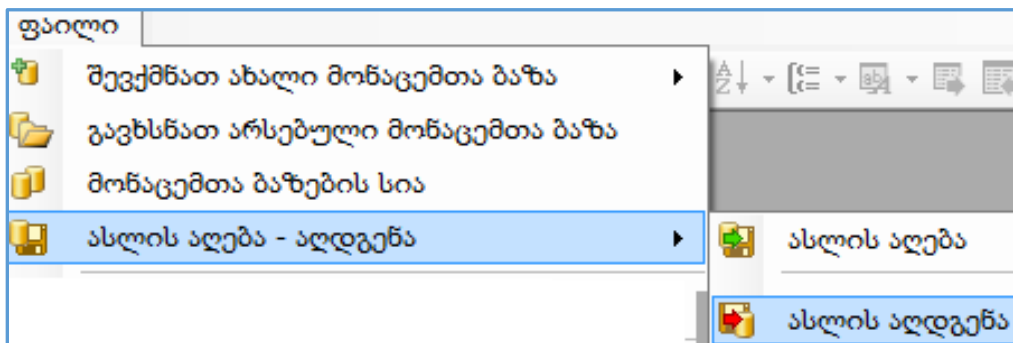 ფაილი
შევქმნათ ახალი მონაცემთა ბაზა
გავხსნათ არსებული მონაცემთა ბაზა
მონაცემთა ბაზების სია
ასლის აღება - აღდგენა
ასლის აღება
ასლის აღდგენა